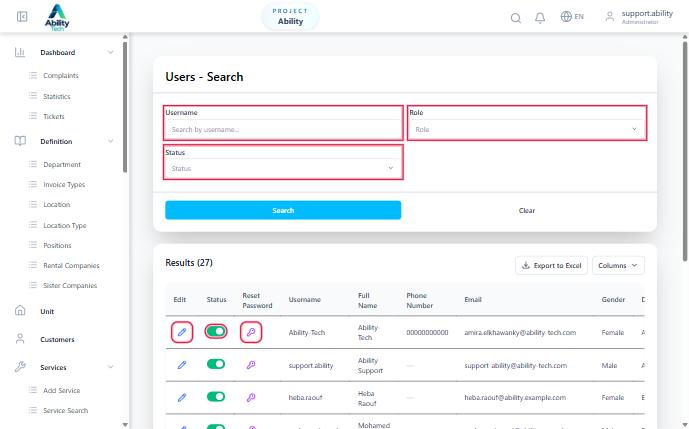 Ability
Tech
PROJECT
Ability
EN
support.ability
Administrator
Dashboard
Complaints
Statistics
Tickets
Definition
Department
Invoice Types
Location
Location Type
Positions
Rental Companies
Sister Companies
Unit
Customers
Services
Add Service
Service Search
Users - Search
Username
Search by username..
Role
Role
Status
Status
Search
Clear
Results (27)
Export to Excel
Columns
Edit Status Reset Password Username Full Name Phone Number Email Gender
Ability-Tech Ability Tech 00000000000 amira.elkhawanky@ability-tech.com Female
support.ability Ability Support — support-ability@ability-tech.com Male
heba.raouf Heba Raouf — heba.raouf@ability.example.com Female
Mohamed